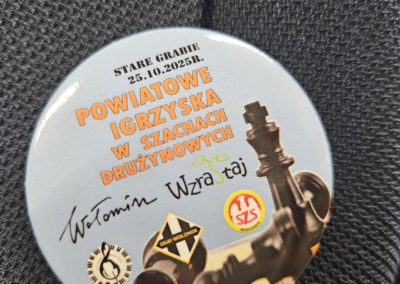 STARE GRABIE
25.10.2025R.
POWIATOWE
IGRZYSKA
W SZACHACH
DRUŻYNOWYCH
Wołomin Wzrastaj
SZS